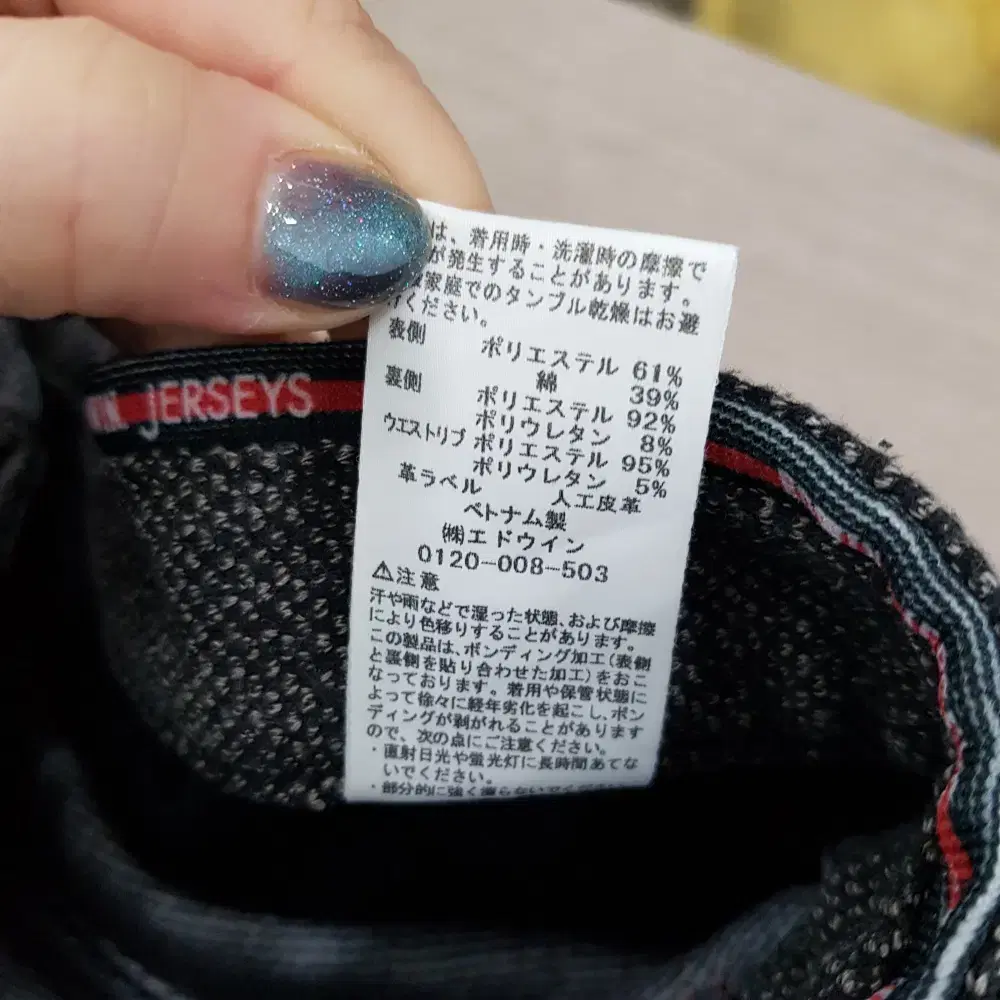 は、着用時・洗濯時の摩擦で
が発生することがあります。
家庭でのタンブル乾燥はお避
けください。
表側 ポリエステル 61%
綿 39%
裏側 ポリエステル 92%
ポリウレタン 8%
ウエストリブ ポリエステル 95%
ポリウレタン 5%
革ラベル 人工皮革
ベトナム製
㈱エドウイン
0120-008-503
⚠注意
汗や雨などで湿った状態、および摩擦
により色移りすることがあります。
この製品は、ボンディング加工(表側
と裏側を貼り合わせた加工)をおこ
なっております。着用や保管状態に
よって徐々に経年劣化を起こし、ボン
ディングが剥がれることがあります
ので、次の点にご注意ください。
・直射日光や蛍光灯に長時間あてな
いでください。
・部分的に強く擦らないで
JERSEYS